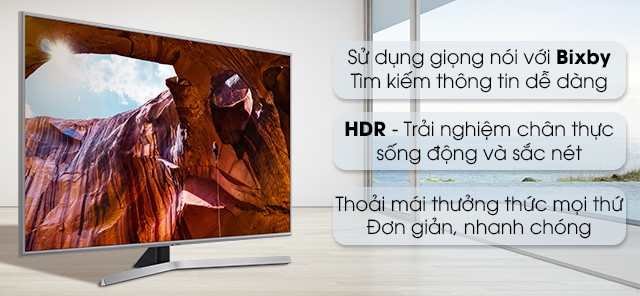 Sử dụng giọng nói với Bixby
Tìm kiếm thông tin dễ dàng
HDR - Trải nghiệm chân thực
sống động và sắc nét
Thoải mái thưởng thức mọi thứ
Đơn giản, nhanh chóng